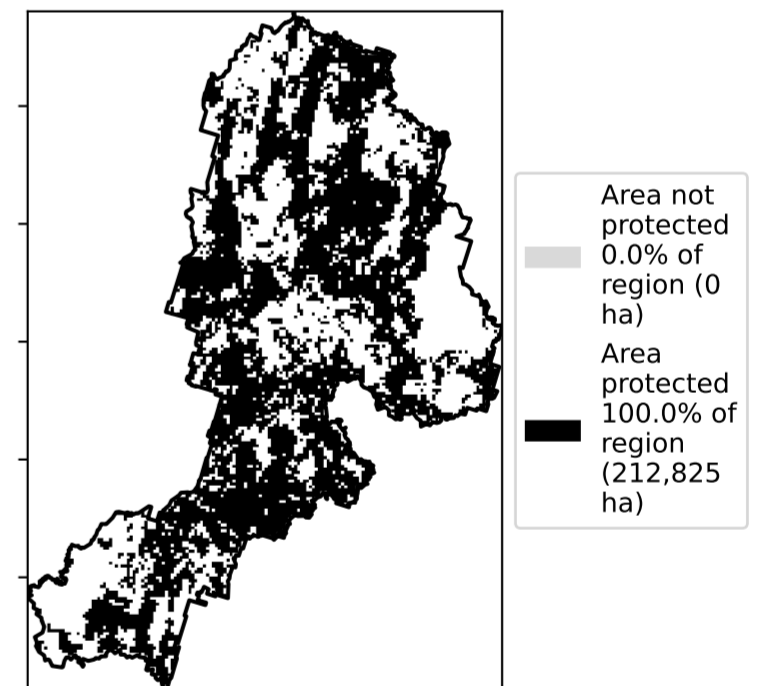 Area not
protected
0.0% of
region (0
ha)
Area
protected
100.0% of
region
(212,825
ha)